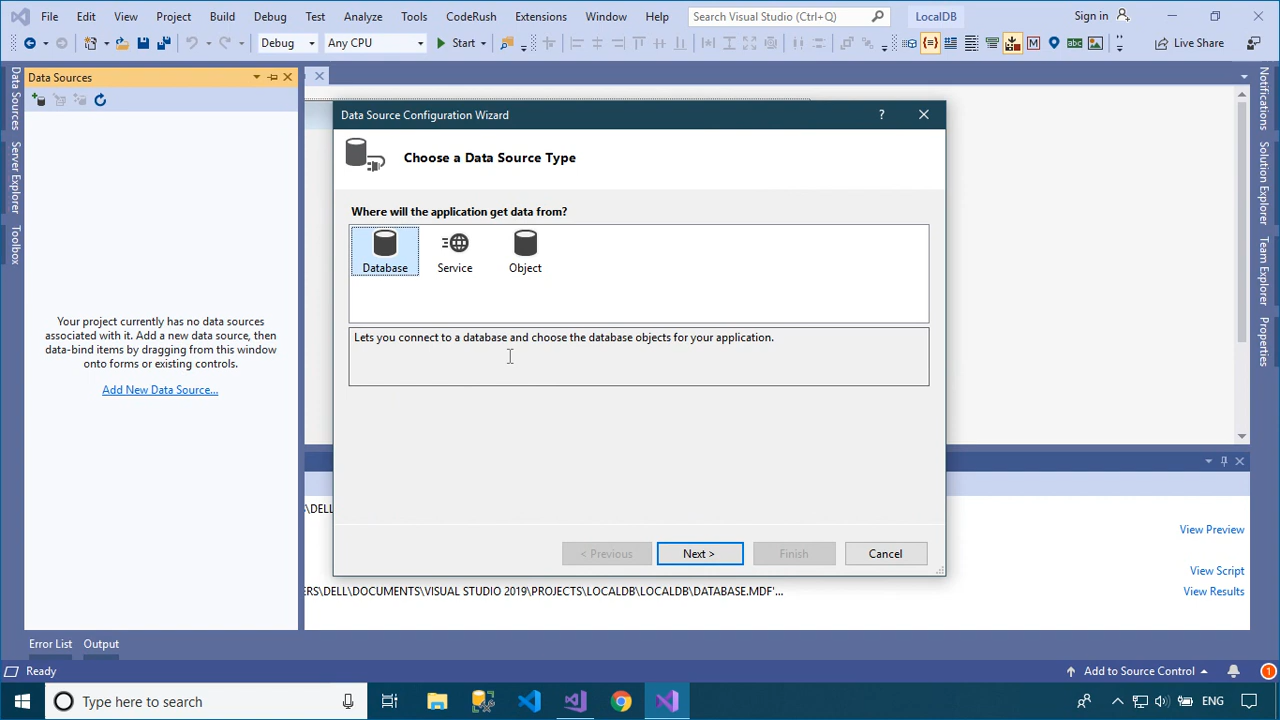 File Edit View Project Build Debug Test Analyze Tools CodeRush Extensions Window Help Search Visual Studio (Ctrl+Q) LocalDB Sign in
Debug Any CPU Start Live Share
Data Sources
Data Sources
Server Explorer
Toolbox
Your project currently has no data sources
associated with it. Add a new data source, then
data-bind items by dragging from this window
onto forms or existing controls.
Add New Data Source...
Data Source Configuration Wizard
Choose a Data Source Type
Where will the application get data from?
Database Service Object
Lets you connect to a database and choose the database objects for your application.
< Previous Next > Finish Cancel
Notifications
Solution Explorer
Team Explorer
Properties
\DELL
View Preview
View Script
ERS\DELL\DOCUMENTS\VISUAL STUDIO 2019\PROJECTS\LOCALDB\LOCALDB\DATABASE.MDF'... View Results
Error List Output
Ready Add to Source Control 1
Type here to search ENG